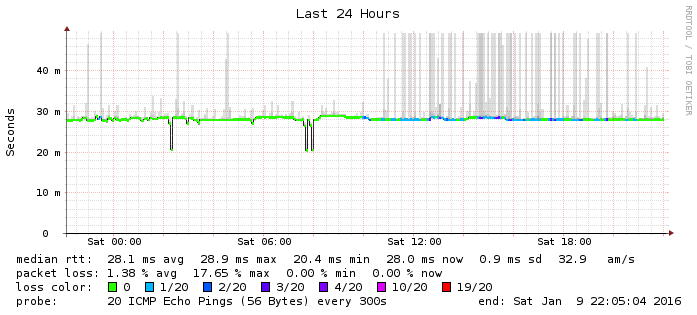 Last 24 Hours
RRDTOOL / TOBI OETIKER
Seconds
40 m
30 m
20 m
10 m
0
Sat 00:00 Sat 06:00 Sat 12:00 Sat 18:00
median rtt: 28.1 ms avg 28.9 ms max 20.4 ms min 28.0 ms now 0.9 ms sd 32.9 am/s
packet loss: 1.38 % avg 17.65 % max 0.00 % min 0.00 % now
loss color: 0 1/20 2/20 3/20 4/20 10/20 19/20
probe: 20 ICMP Echo Pings (56 Bytes) every 300s end: Sat Jan 9 22:05:04 2016